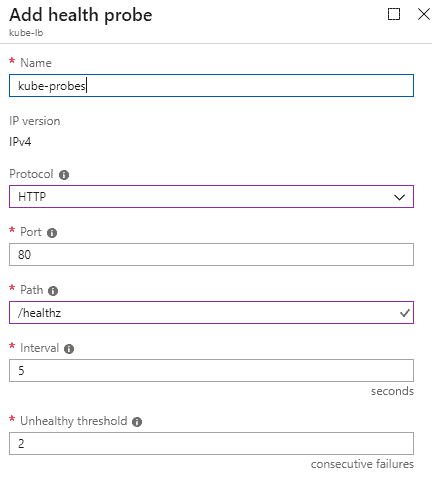 Add health probe
kube-lb
* Name
kube-probes
IP version
IPv4
Protocol
HTTP
* Port
80
* Path
/healthz
* Interval
5
seconds
* Unhealthy threshold
2
consecutive failures